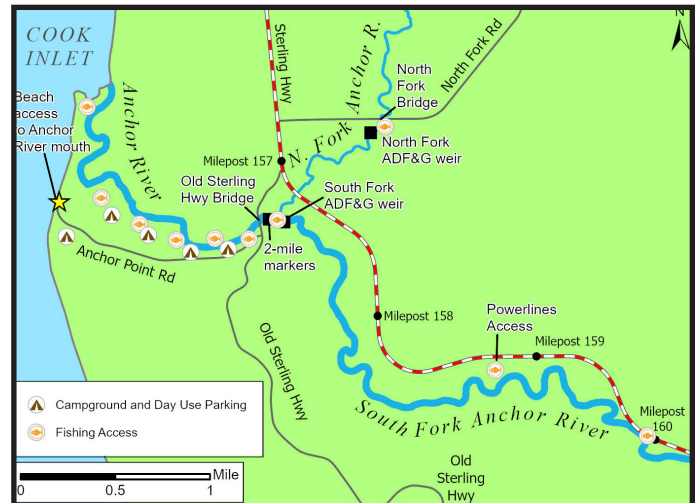 COOK
INLET
N
Sterling
Hwy
N. Fork Anchor R.
North Fork Rd
North
Fork
Bridge
Beach
access
to Anchor
River mouth
Anchor
River
Milepost 157
North Fork
ADF&G weir
Old Sterling
Hwy Bridge
South Fork
ADF&G weir
2-mile
markers
Anchor Point Rd
Old Sterling Hwy
Milepost 158
Powerlines
Access
Milepost 159
South Fork Anchor River
Milepost
160
Campground and Day Use Parking
Fishing Access
Mile
0 0.5 1
Old
Sterling
Hwy